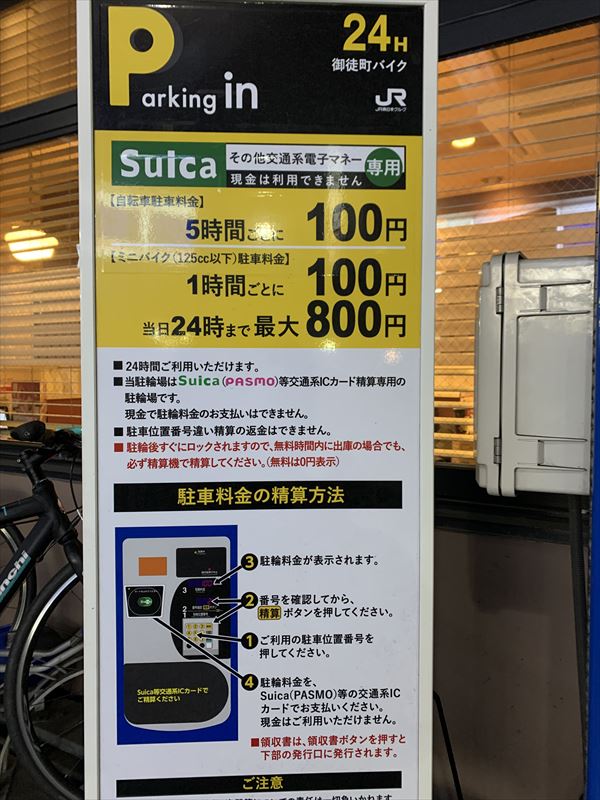 Parking in
24H
御徒町バイク
JR
JR東日本グループ
Suica その他交通系電子マネー 専用
現金は利用できません
【自転車駐車料金】
5時間ごとに 100円
【ミニバイク(125cc以下)駐車料金】
1時間ごとに 100円
当日24時まで最大 800円
■24時間ご利用いただけます。
■当駐輪場はSuica(PASMO)等交通系ICカード精算専用の
駐輪場です。
現金で駐輪料金のお支払いはできません。
■駐車位置番号違い精算の返金はできません。
■駐輪後すぐにロックされますので、無料時間内に出庫の場合でも、
必ず精算機で精算してください。(無料は0円表示)
駐車料金の精算方法
❸駐輪料金が表示されます。
❷番号を確認してから、
精算ボタンを押してください。
❶ご利用の駐車位置番号を
押してください。
❹駐輪料金を、
Suica(PASMO)等の交通系IC
カードでお支払いください。
現金はご利用いただけません。
■領収書は、領収書ボタンを押すと
下部の発行口に発行されます。
3
2
1
Suica等交通系ICカードで
ご精算ください
ご注意
nchi